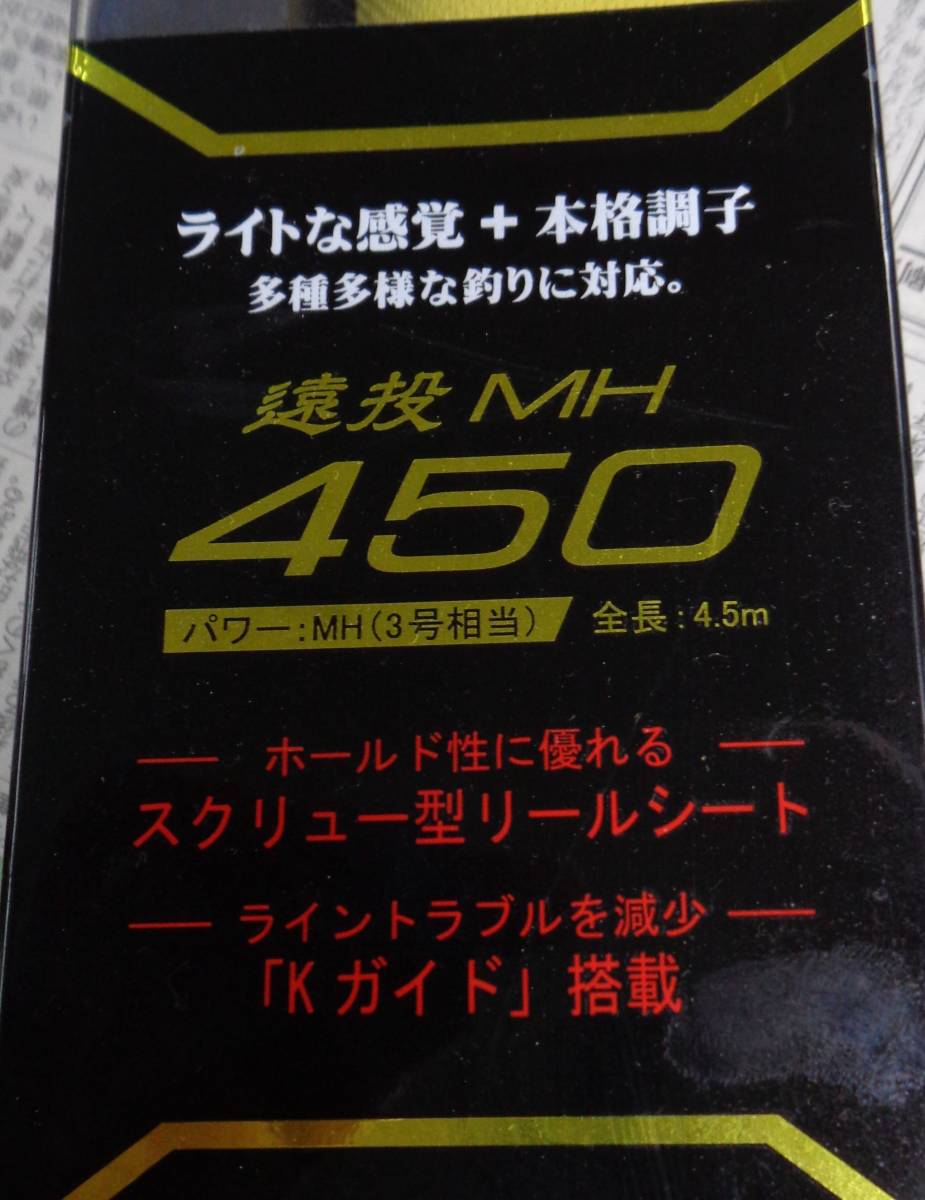 ライトな感覚 + 本格調子
多種多様な釣りに対応。
遠投 MH
450
パワー:MH(3号相当) 全長:4.5m
ホールド性に優れる
スクリュー型リールシート
ライントラブルを減少
「Kガイド」搭載